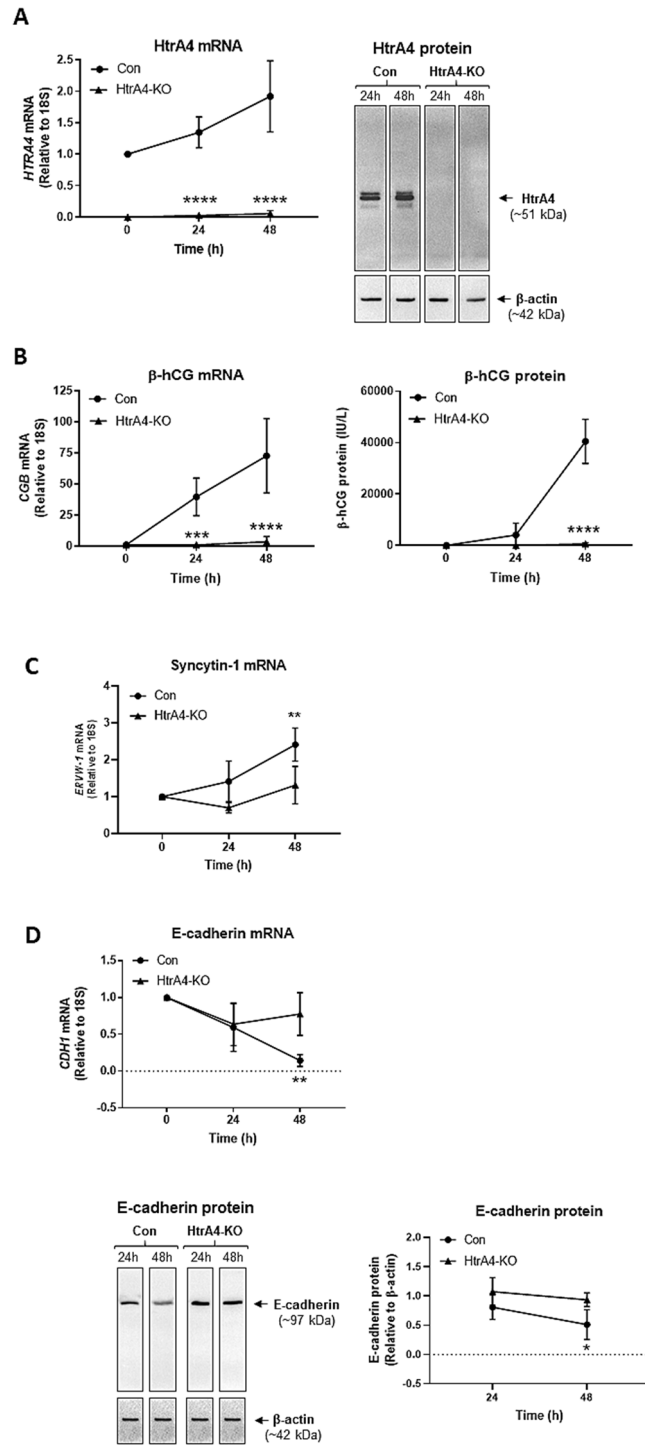 A
HtrA4 mRNA
Con
HtrA4-KO
HTRA4 mRNA
(Relative to 18S)
2.5
2.0
1.5
1.0
0.5
0.0
****
****
0
24
48
Time (h)
HtrA4 protein
Con
HtrA4-KO
24h
48h
24h
48h
HtrA4
(~51 kDa)
β-actin
(~42 kDa)
B
β-hCG mRNA
Con
HtrA4-KO
CGB mRNA
(Relative to 18S)
100
75
50
25
0
***
****
0
24
48
Time (h)
β-hCG protein
Con
HtrA4-KO
β-hCG protein (IU/L)
60000
40000
20000
0
****
0
24
48
Time (h)
C
Syncytin-1 mRNA
Con
HtrA4-KO
ERVW-1 mRNA
(Relative to 18S)
4
3
2
1
0
**
0
24
48
Time (h)
D
E-cadherin mRNA
Con
HtrA4-KO
CDH1 mRNA
(Relative to 18S)
1.5
1.0
0.5
0.0
-0.5
**
0
24
48
Time (h)
E-cadherin protein
Con
HtrA4-KO
24h
48h
24h
48h
E-cadherin
(~97 kDa)
β-actin
(~42 kDa)
E-cadherin protein
Con
HtrA4-KO
E-cadherin protein
(Relative to β-actin)
2.0
1.5
1.0
0.5
0.0
-0.5
*
24
48
Time (h)